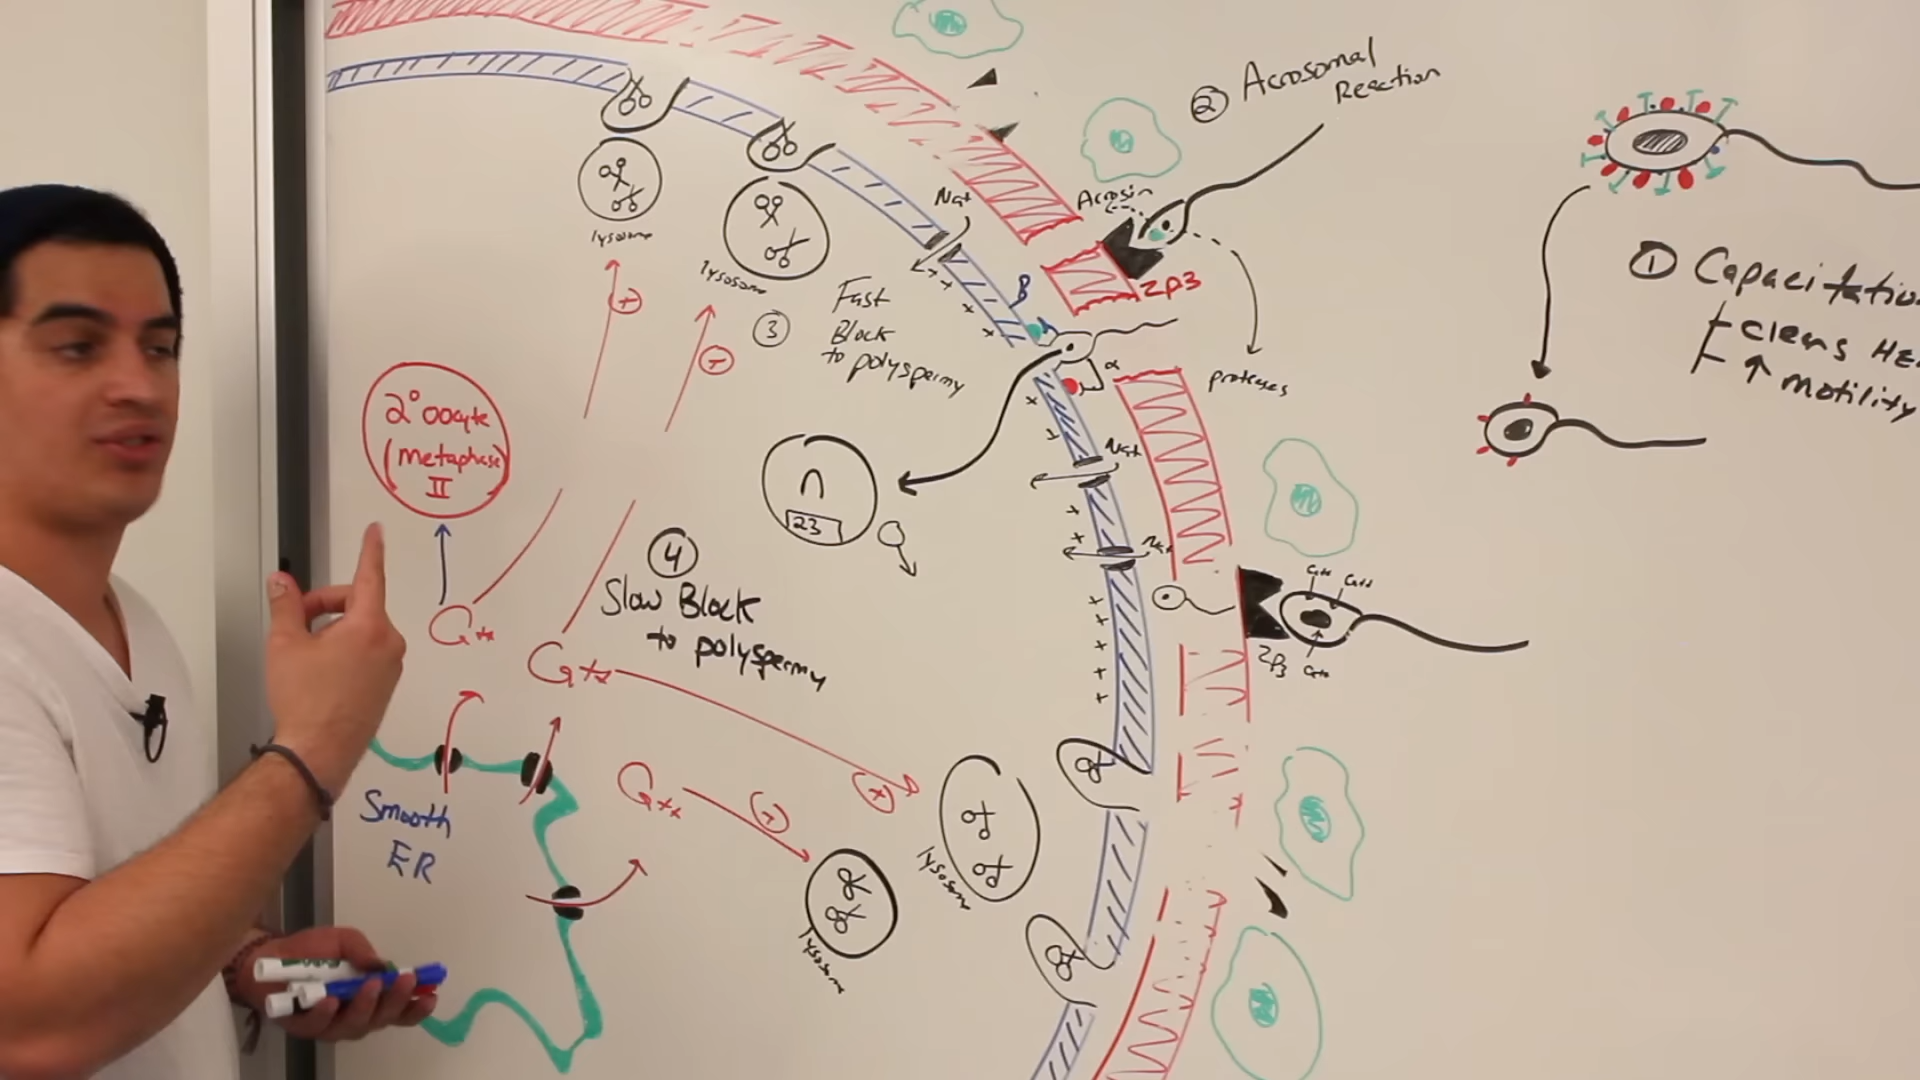 ② Acrosomal
Reaction
① Capacitatio
cleans HE
↑ motility
Acrosin
ZP3
proteases
Na+
lysosome
lysosome
③ Fast
Block
to polyspermy
β
α
2° oocyte
(metaphase)
II
n
23
Na+
Na+
④
Slow Block
to polyspermy
Ca++
Ca++
Ca++
ZP3
Ca++
Ca++
Ca++
Smooth
ER
lysosome
lysosome